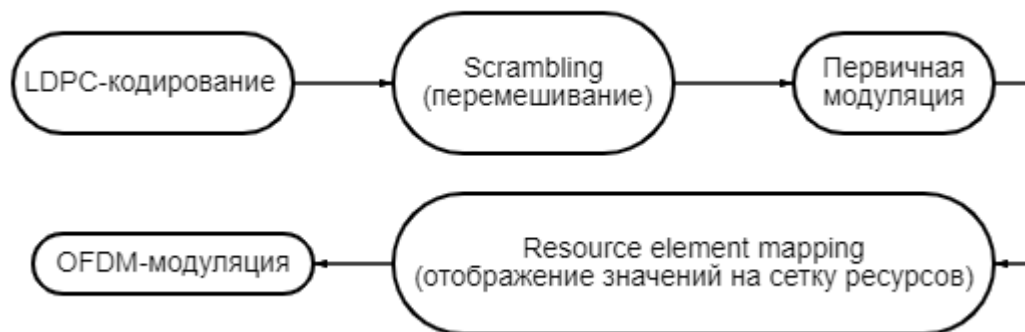 LDPC-кодирование
Scrambling
(перемешивание)
Первичная
модуляция
Resource element mapping
(отображение значений на сетку ресурсов)
OFDM-модуляция